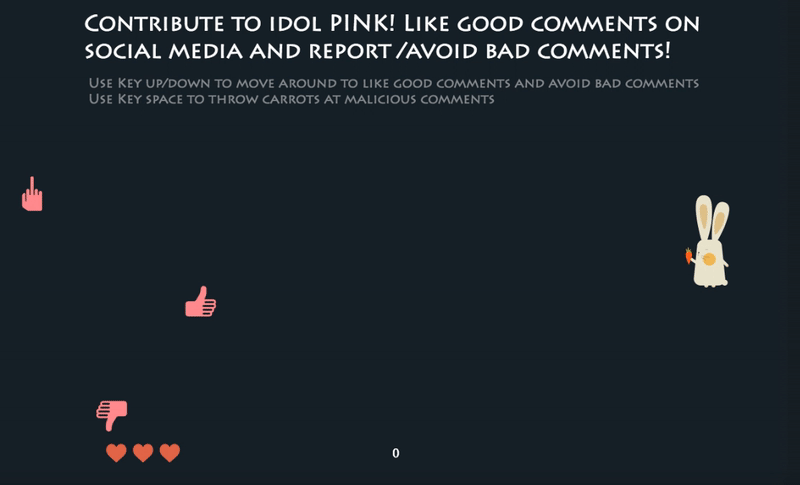 Contribute to idol PINK! Like good comments on
social media and report /avoid bad comments!
Use Key up/down to move around to like good comments and avoid bad comments
Use Key space to throw carrots at malicious comments
0